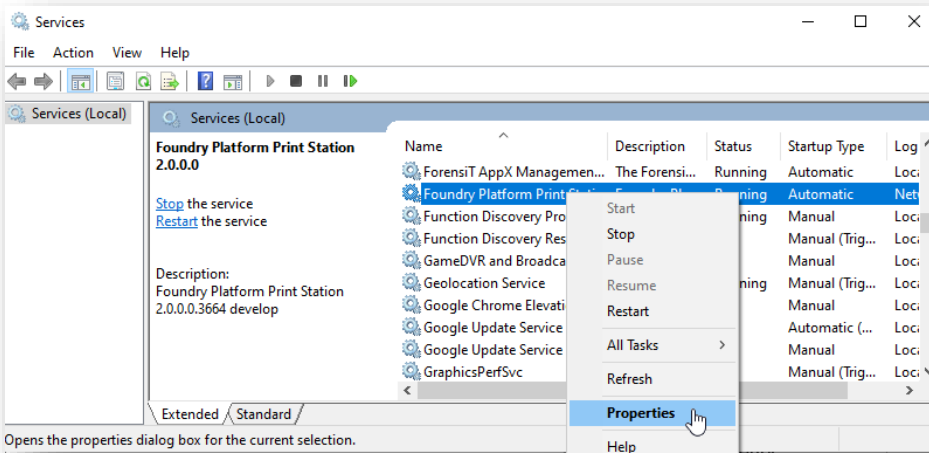 Services
File Action View Help
Services (Local)
Services (Local)
Foundry Platform Print Station
2.0.0.0
Stop the service
Restart the service
Description:
Foundry Platform Print Station
2.0.0.0.3664 develop
Name Description Status Startup Type Log
ForensiT AppX Managemen... The Forensi... Running Automatic Loca
Foundry Platform Print Automatic Net
Function Discovery Pro Manual Loca
Function Discovery Res Manual (Trig... Loca
GameDVR and Broadca Manual Loca
Geolocation Service Manual (Trig... Loca
Google Chrome Elevati Manual Loca
Google Update Service Automatic (... Loca
Google Update Service Manual Loca
GraphicsPerfSvc Manual (Trig... Loca
Start
Stop
Pause
Resume
Restart
All Tasks
Refresh
Properties
Help
Extended Standard
Opens the properties dialog box for the current selection.